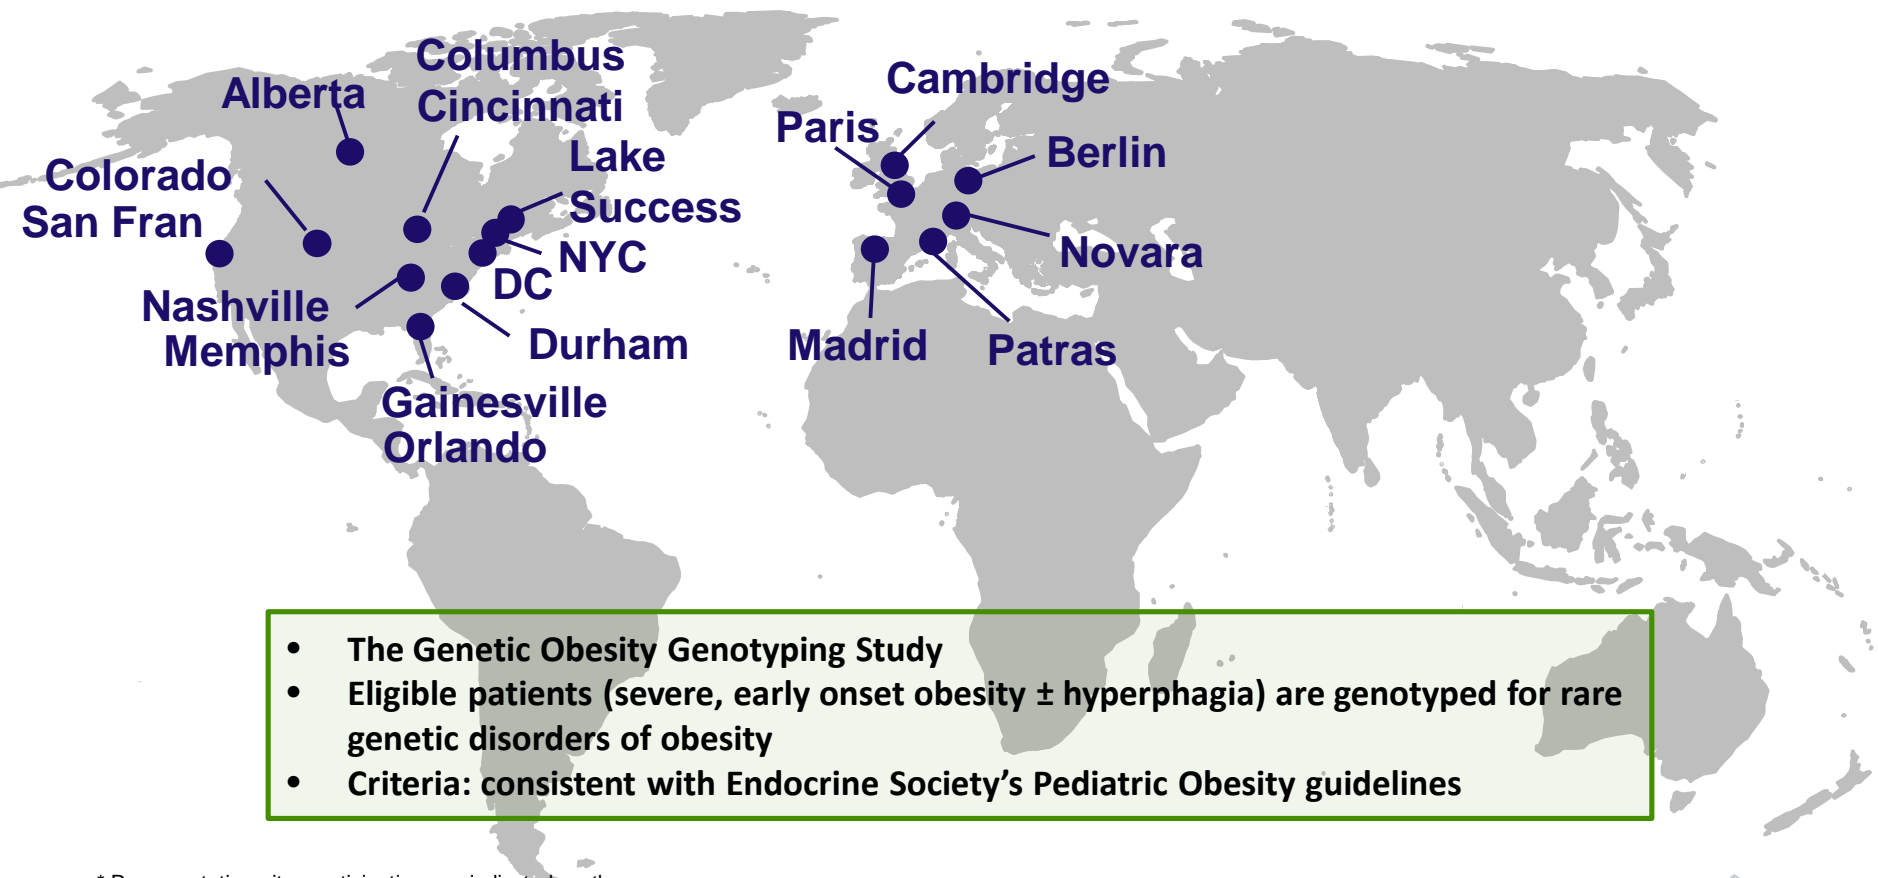 Columbus
Cincinnati
Alberta
Lake
Success
Colorado
San Fran
NYC
DC
Nashville
Memphis
Durham
Gainesville
Orlando
Cambridge
Paris
Berlin
Novara
Madrid
Patras
• The Genetic Obesity Genotyping Study
• Eligible patients (severe, early onset obesity ± hyperphagia) are genotyped for rare
genetic disorders of obesity
• Criteria: consistent with Endocrine Society’s Pediatric Obesity guidelines